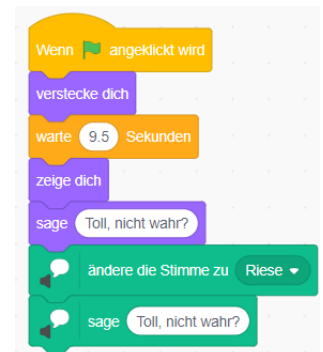 Wenn angeklickt wird
verstecke dich
warte 9.5 Sekunden
zeige dich
sage Toll, nicht wahr?
ändere die Stimme zu Riese
sage Toll, nicht wahr?